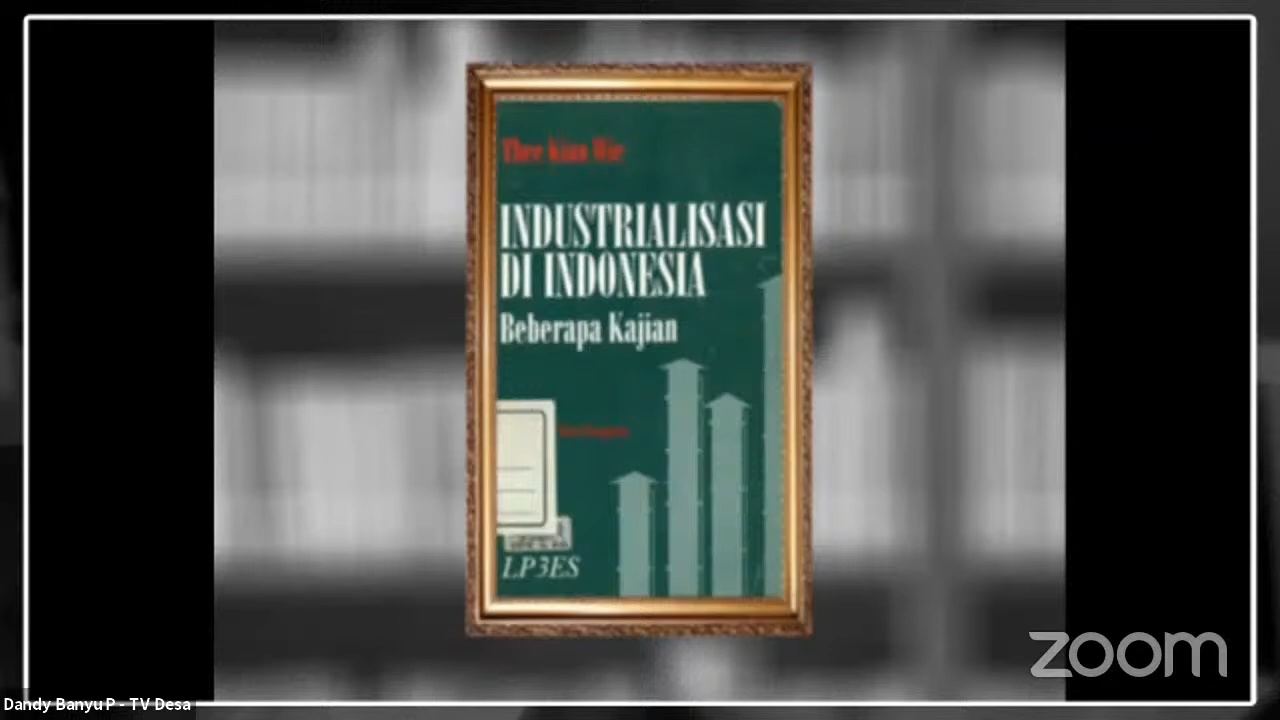 Thee Kian Wie
INDUSTRIALISASI
DI INDONESIA
Beberapa Kajian
LP3ES
zoom
Dandy Banyu P - TV Desa